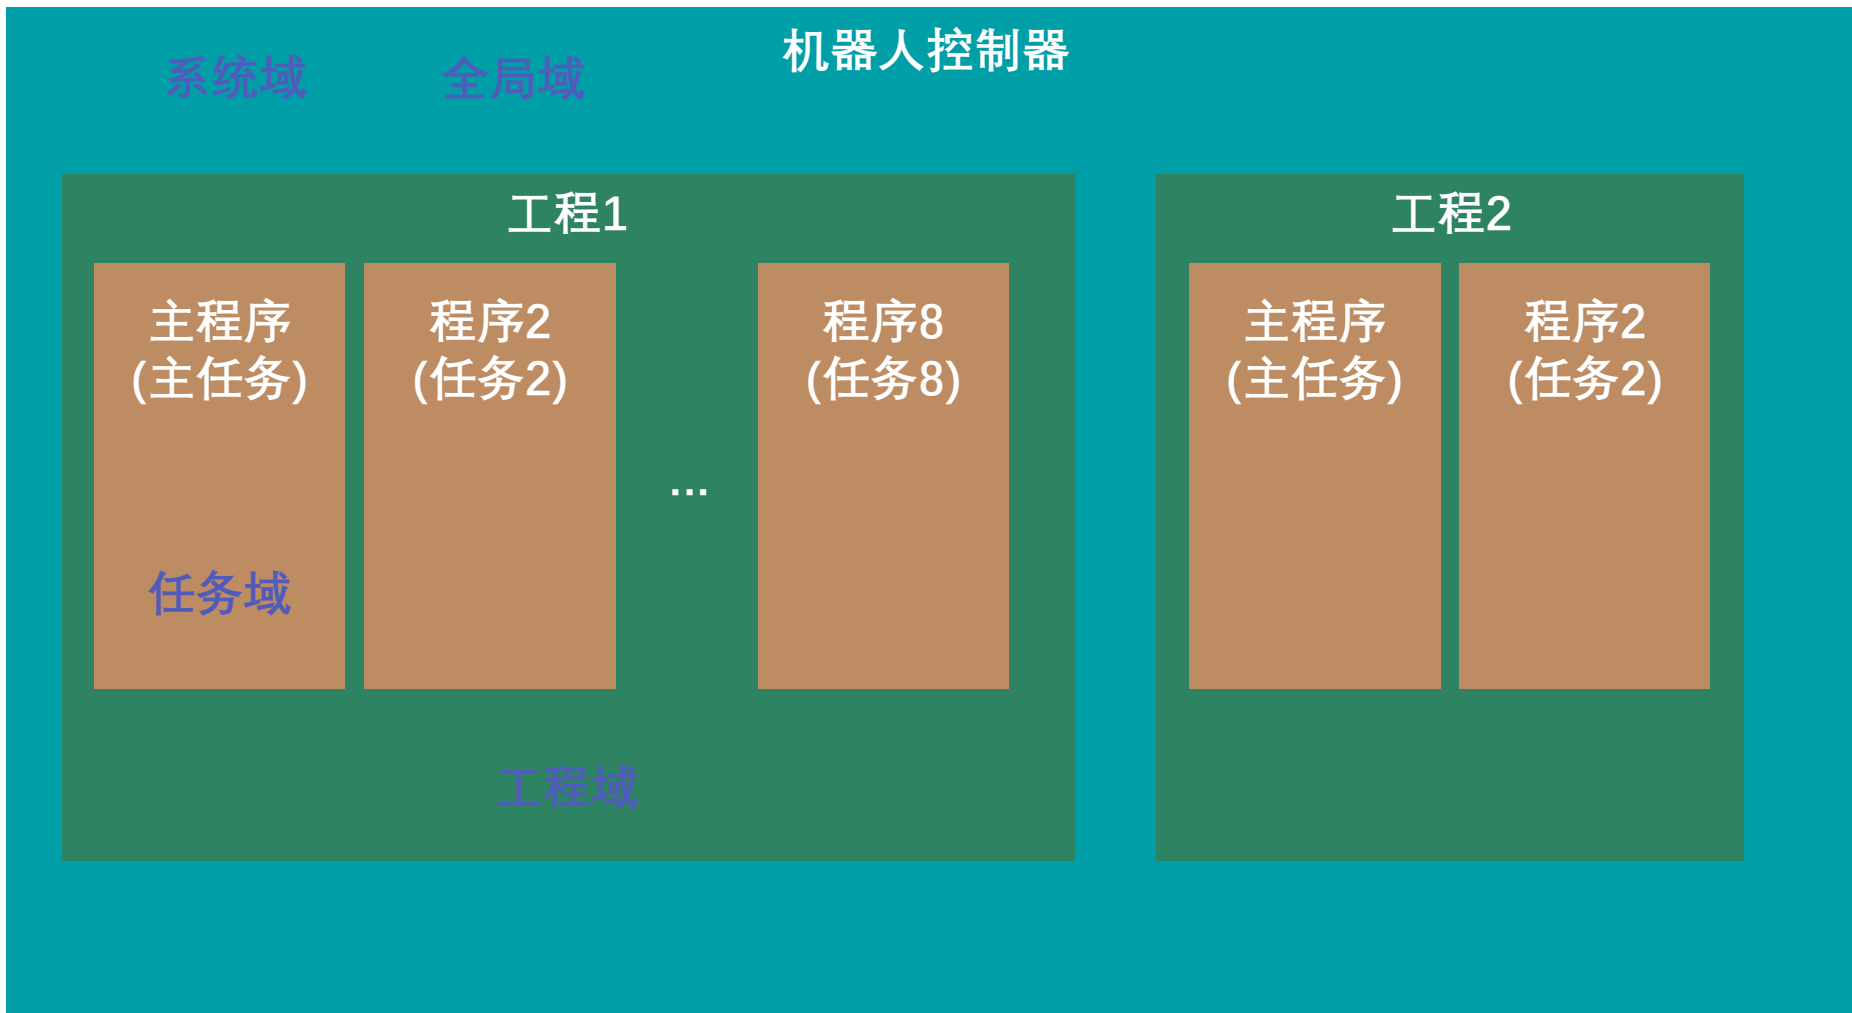 机器人控制器
系统域
全局域
工程1
主程序
(主任务)
任务域
程序2
(任务2)
...
程序8
(任务8)
工程域
工程2
主程序
(主任务)
程序2
(任务2)